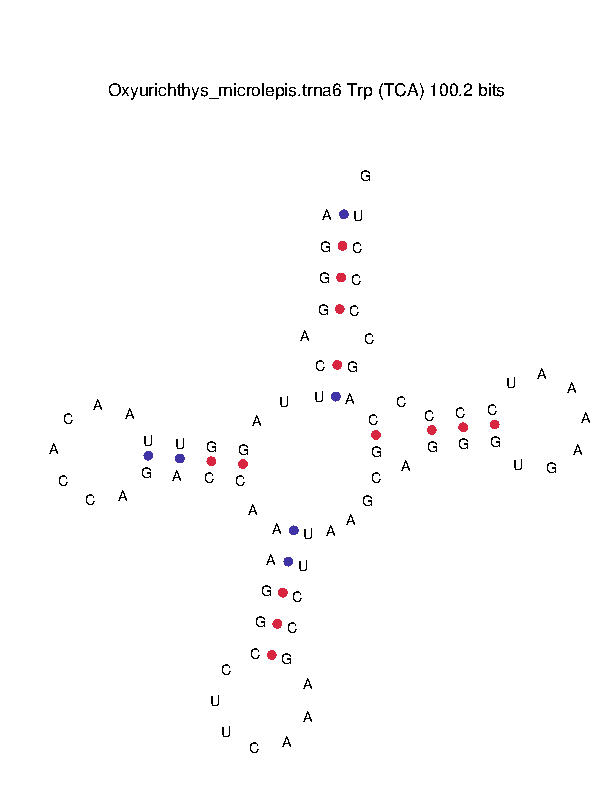 Oxyurichthys_microlepis.trna6 Trp (TCA) 100.2 bits
G
A U
G C
G C
G C
A C
C G A
U A
A U U A C
C A A C C C C A
A U U G G G G G G A
C G A C C C A U G
C A G
A A
A U A
A U
G C
G C
C G
C A
U A
U A
C